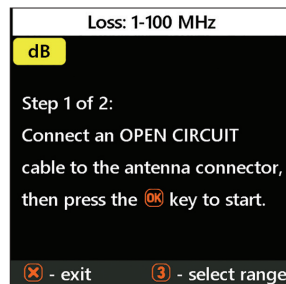 Loss: 1-100 MHz
dB
Step 1 of 2:
Connect an OPEN CIRCUIT
cable to the antenna connector,
then press the OK key to start.
X - exit 3 - select range